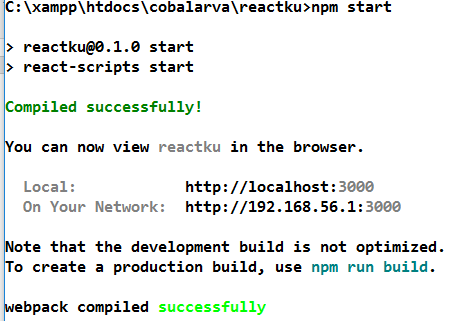 C:\xampp\htdocs\cobalarva\reactku>npm start
> reactku@0.1.0 start
> react-scripts start
Compiled successfully!
You can now view reactku in the browser.
Local: http://localhost:3000
On Your Network: http://192.168.56.1:3000
Note that the development build is not optimized.
To create a production build, use npm run build.
webpack compiled successfully